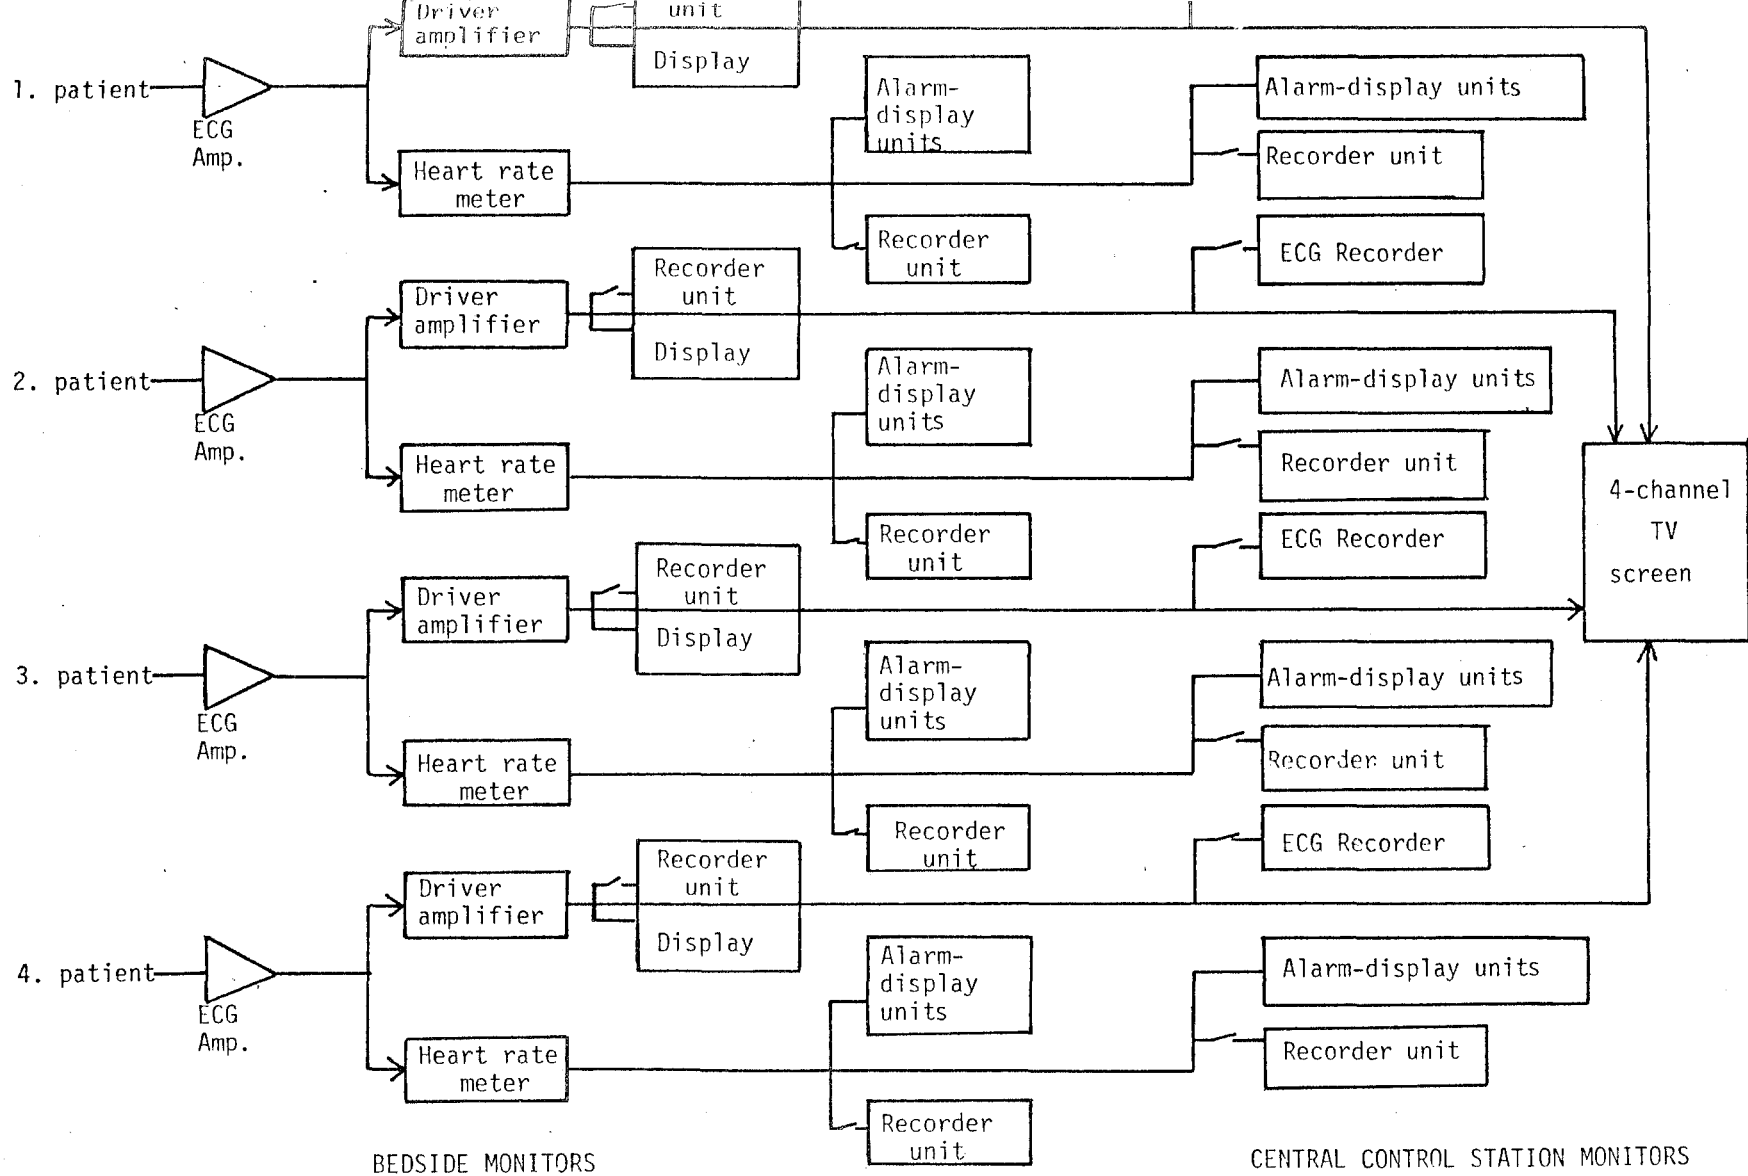 Driver
amplifier
unit
Display
1. patient
ECG
Amp.
Heart rate
meter
Alarm-
display
units
Recorder
unit
Alarm-display units
Recorder unit
ECG Recorder
Driver
amplifier
Recorder
unit
Display
2. patient
ECG
Amp.
Heart rate
meter
Alarm-
display
units
Recorder
unit
Alarm-display units
Recorder unit
ECG Recorder
4-channel
TV
screen
Driver
amplifier
Recorder
unit
Display
3. patient
ECG
Amp.
Heart rate
meter
Alarm-
display
units
Recorder
unit
Alarm-display units
Recorder unit
ECG Recorder
Driver
amplifier
Recorder
unit
Display
4. patient
ECG
Amp.
Heart rate
meter
Alarm-
display
units
Recorder
unit
Alarm-display units
Recorder unit
BEDSIDE MONITORS
CENTRAL CONTROL STATION MONITORS